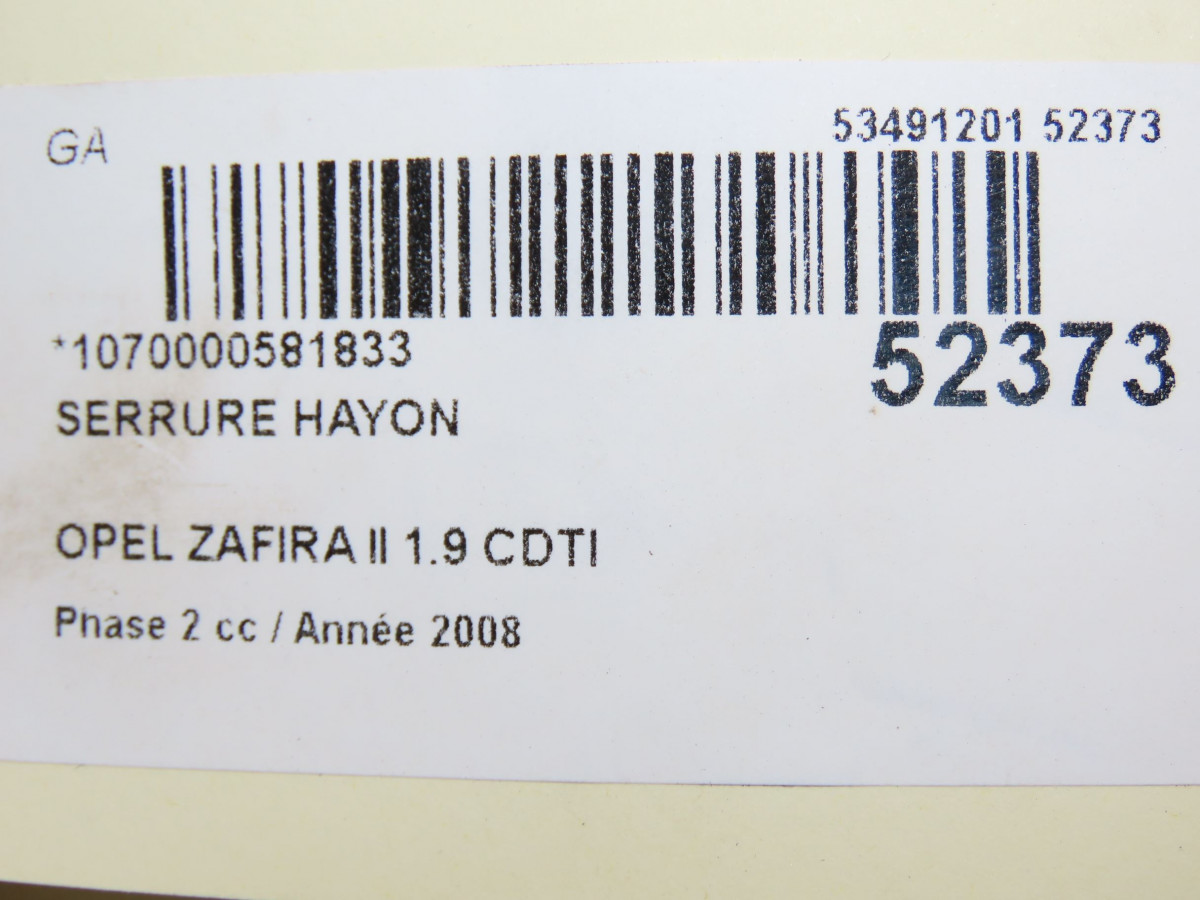 GA
53491201 52373
*1070000581833
52373
SERRURE HAYON
OPEL ZAFIRA II 1.9 CDTI
Phase 2 cc / Année 2008